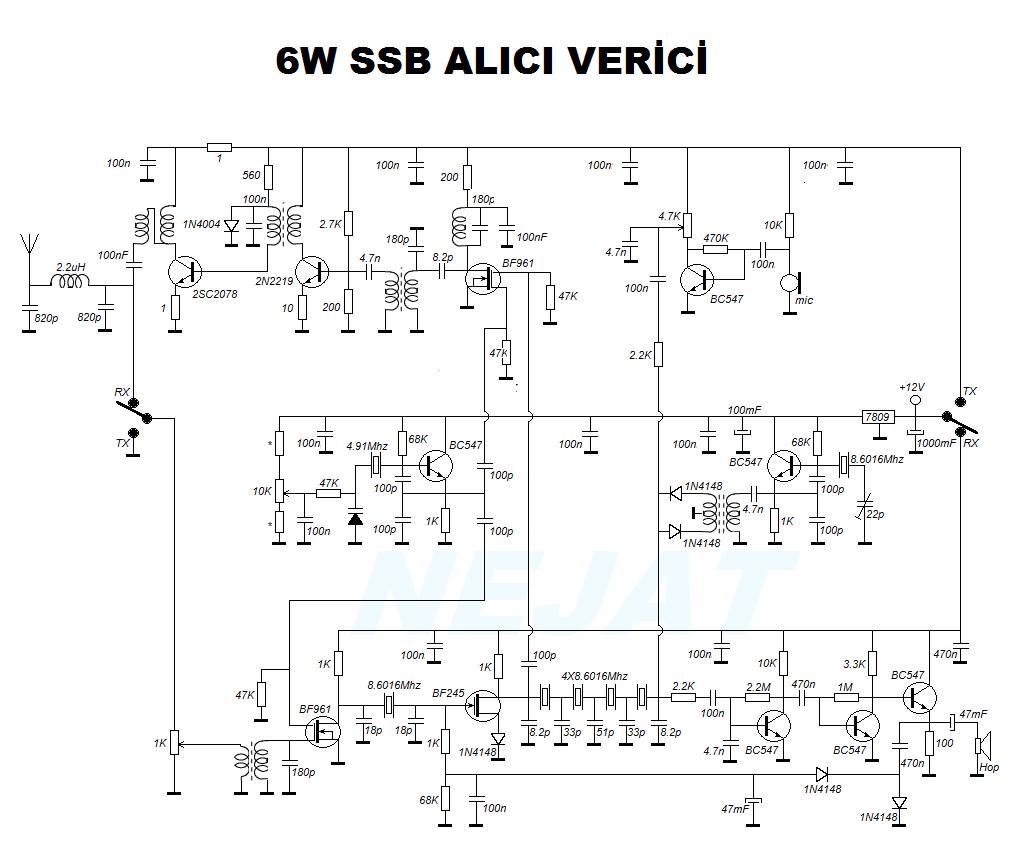 6W SSB ALICI VERİCİ
100n
1
560
100n
1N4004
2.7K
100n
200
180p
180p
100nF
100n
4.7K
470K
10K
100n
100n
4.7n
100n
BC547
mic
100nF
2.2uH
820p
820p
2SC2078
1
2N2219
10
200
4.7n
8.2p
BF961
47K
47K
2.2K
RX
TX
+12V
TX
RX
7809
1000mF
100mF
*
100n
4.91Mhz
68K
BC547
100n
100n
BC547
68K
8.6016Mhz
10K
47K
100p
100p
1N4148
4.7n
100p
22p
*
100n
100p
1K
100p
1N4148
1K
100p
NEJAT
1K
100n
1K
100p
4X8.6016Mhz
100n
10K
3.3K
470n
BC547
47K
8.6016Mhz
BF245
2.2K
2.2M
470n
1M
BF961
18p
18p
1K
1N4148
8.2p
33p
51p
33p
8.2p
100n
4.7n
BC547
BC547
47mF
100
470n
Hop
1K
180p
68K
100n
47mF
1N4148
1N4148